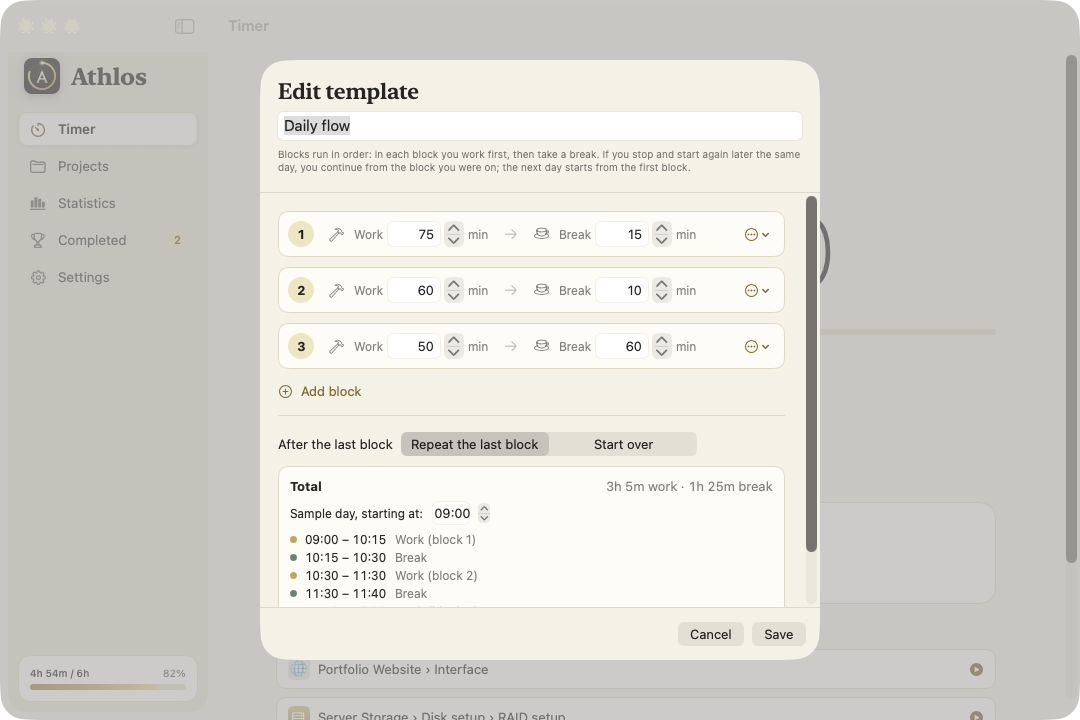 Timer
Athlos
Timer
Projects
Statistics
Completed 2
Settings
4h 54m / 6h 82%
Edit template
Daily flow
Blocks run in order: in each block you work first, then take a break. If you stop and start again later the same
day, you continue from the block you were on; the next day starts from the first block.
1 Work 75 min → Break 15 min
2 Work 60 min → Break 10 min
3 Work 50 min → Break 60 min
Add block
After the last block Repeat the last block Start over
Total 3h 5m work · 1h 25m break
Sample day, starting at: 09:00
09:00 – 10:15 Work (block 1)
10:15 – 10:30 Break
10:30 – 11:30 Work (block 2)
11:30 – 11:40 Break
Cancel Save
Portfolio Website › Interface
Server Storage › Disk setup › RAID setup